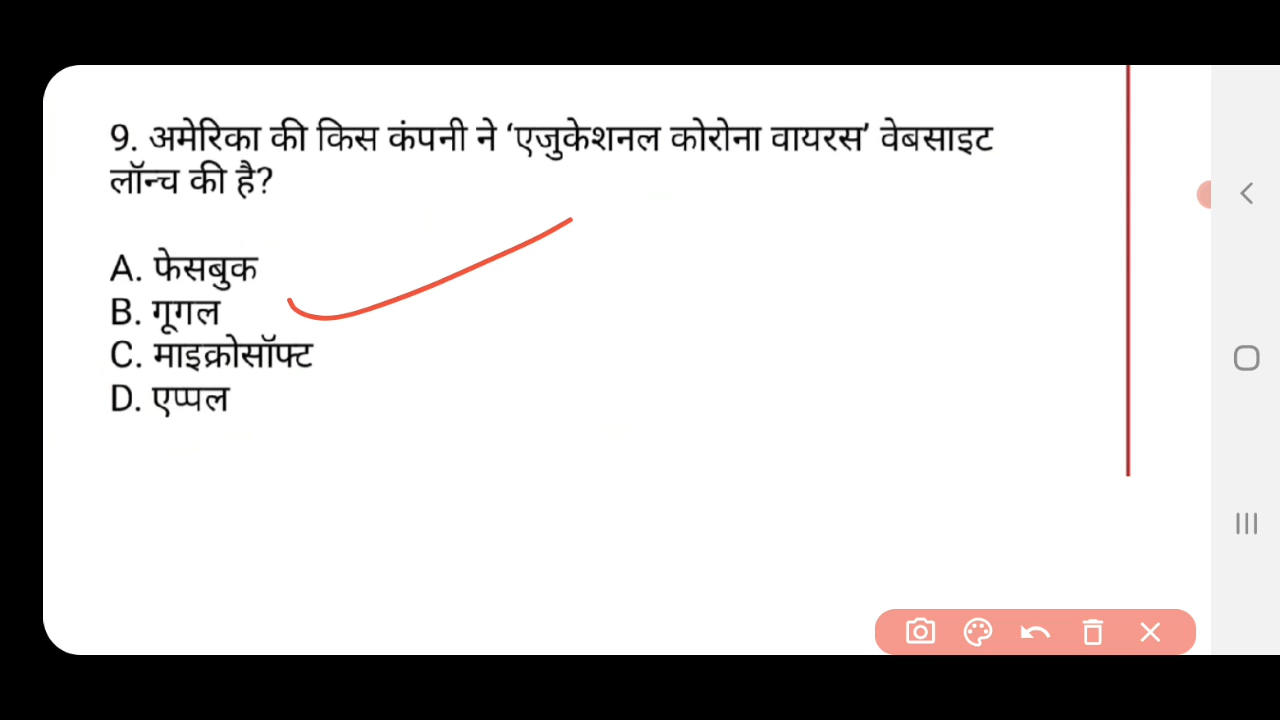 9. अमेरिका की किस कंपनी ने ‘एजुकेशनल कोरोना वायरस’ वेबसाइट
लॉन्च की है?
A. फेसबुक
B. गूगल
C. माइक्रोसॉफ्ट
D. एप्पल